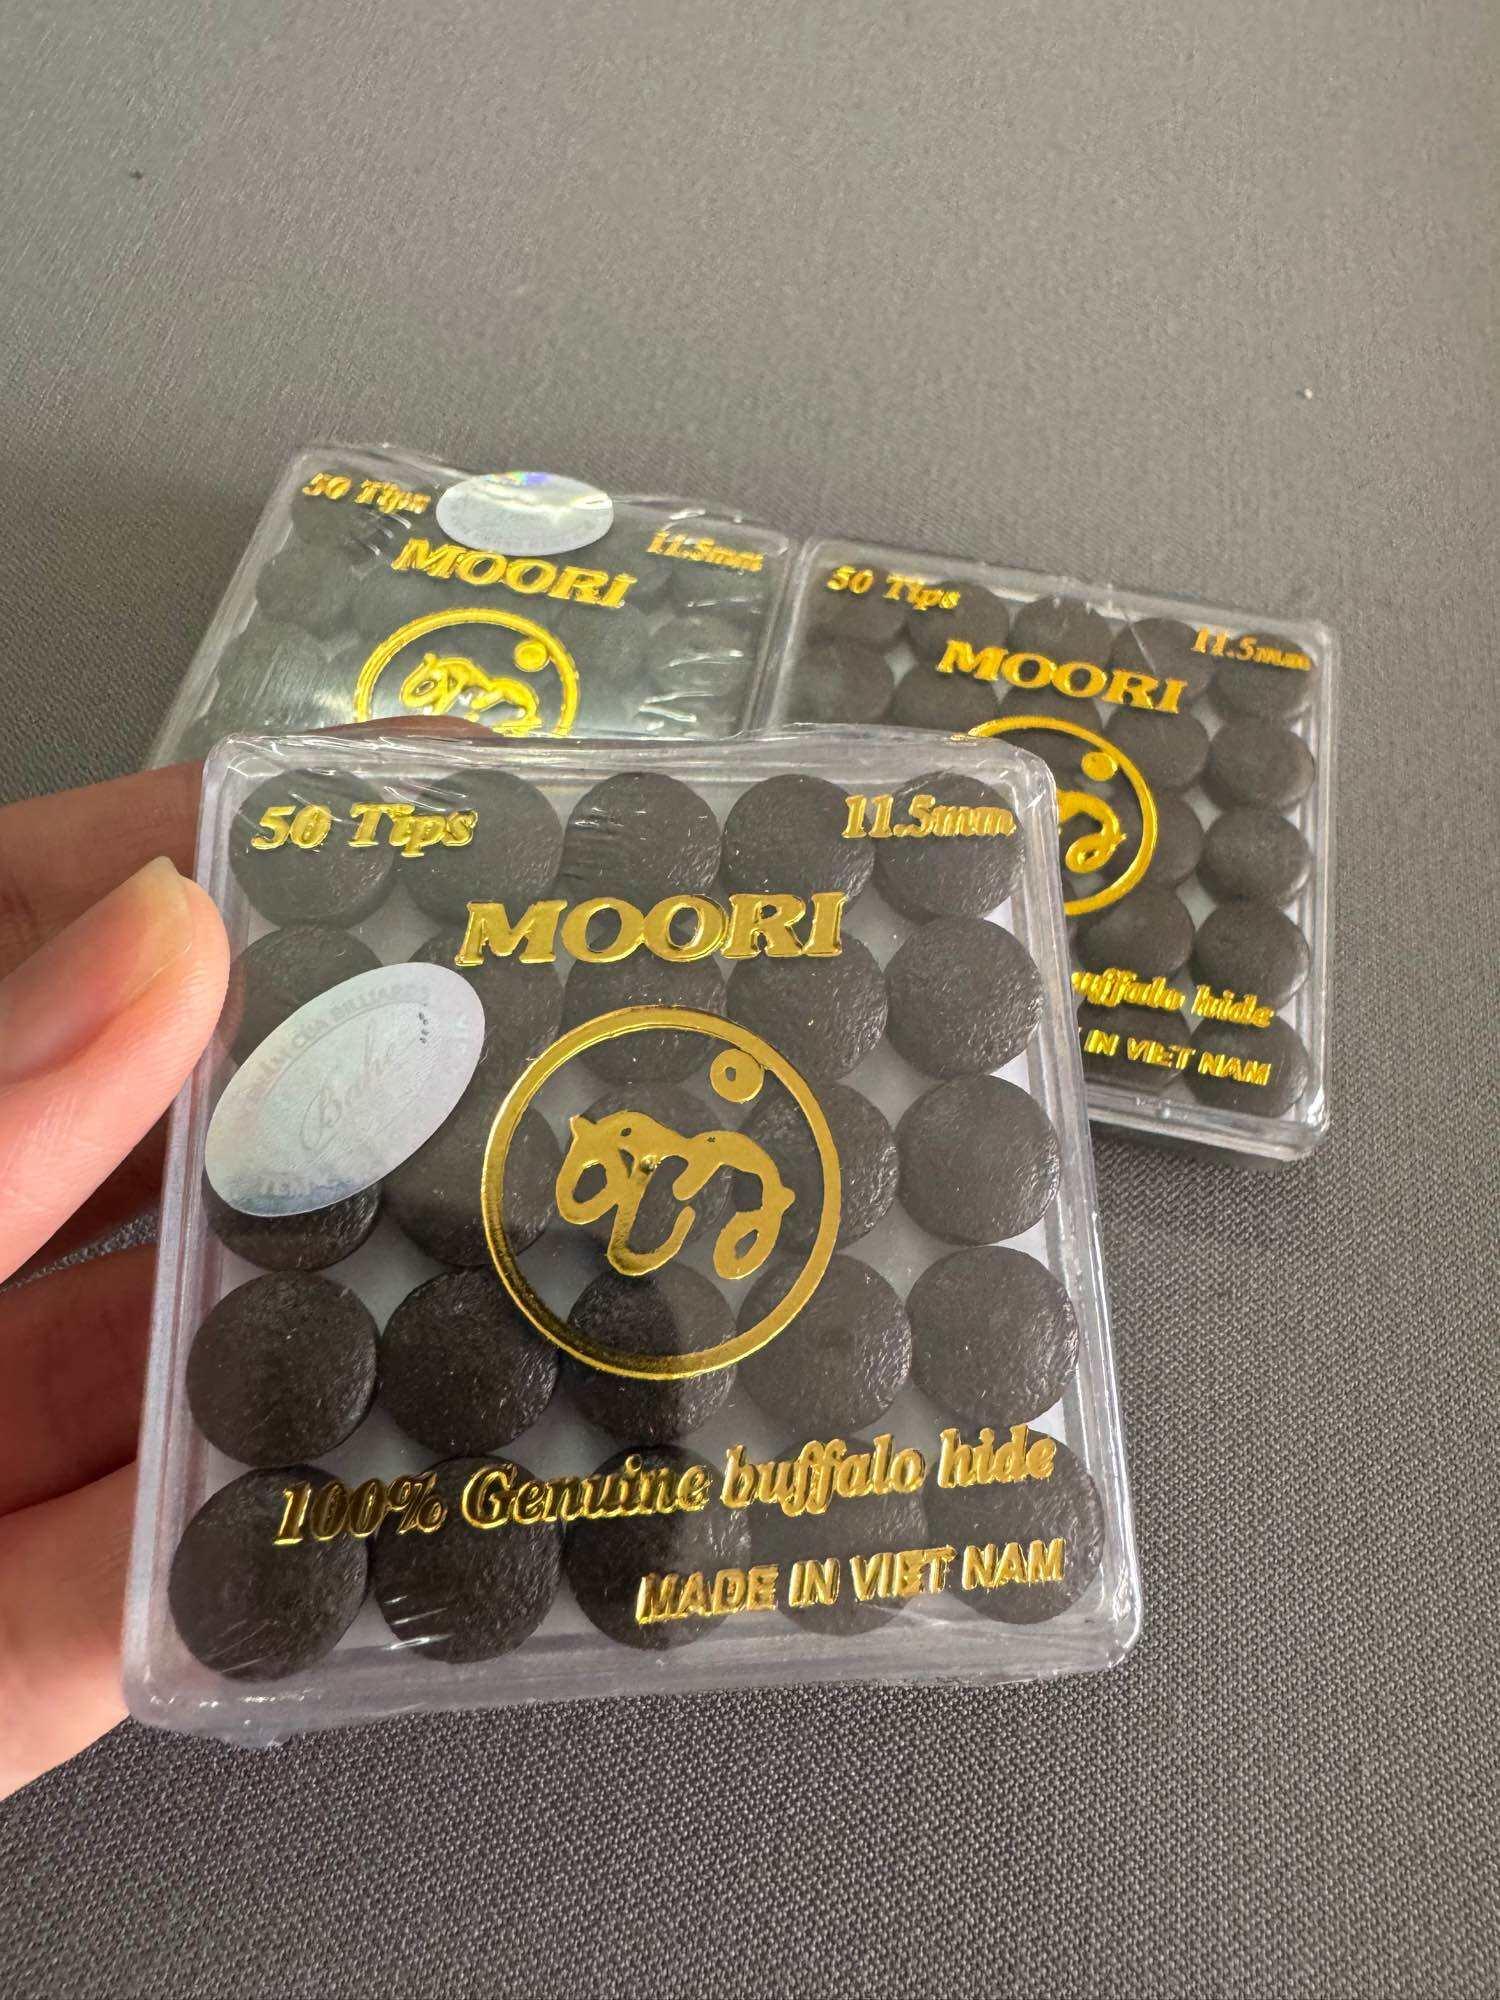 50 Tips
11.5mm
MOORI
50 Tips
11.5mm
MOORI
50 Tips
11.5mm
MOORI
100% Genuine buffalo hide
MADE IN VIET NAM
buffalo hide
IN VIET NAM